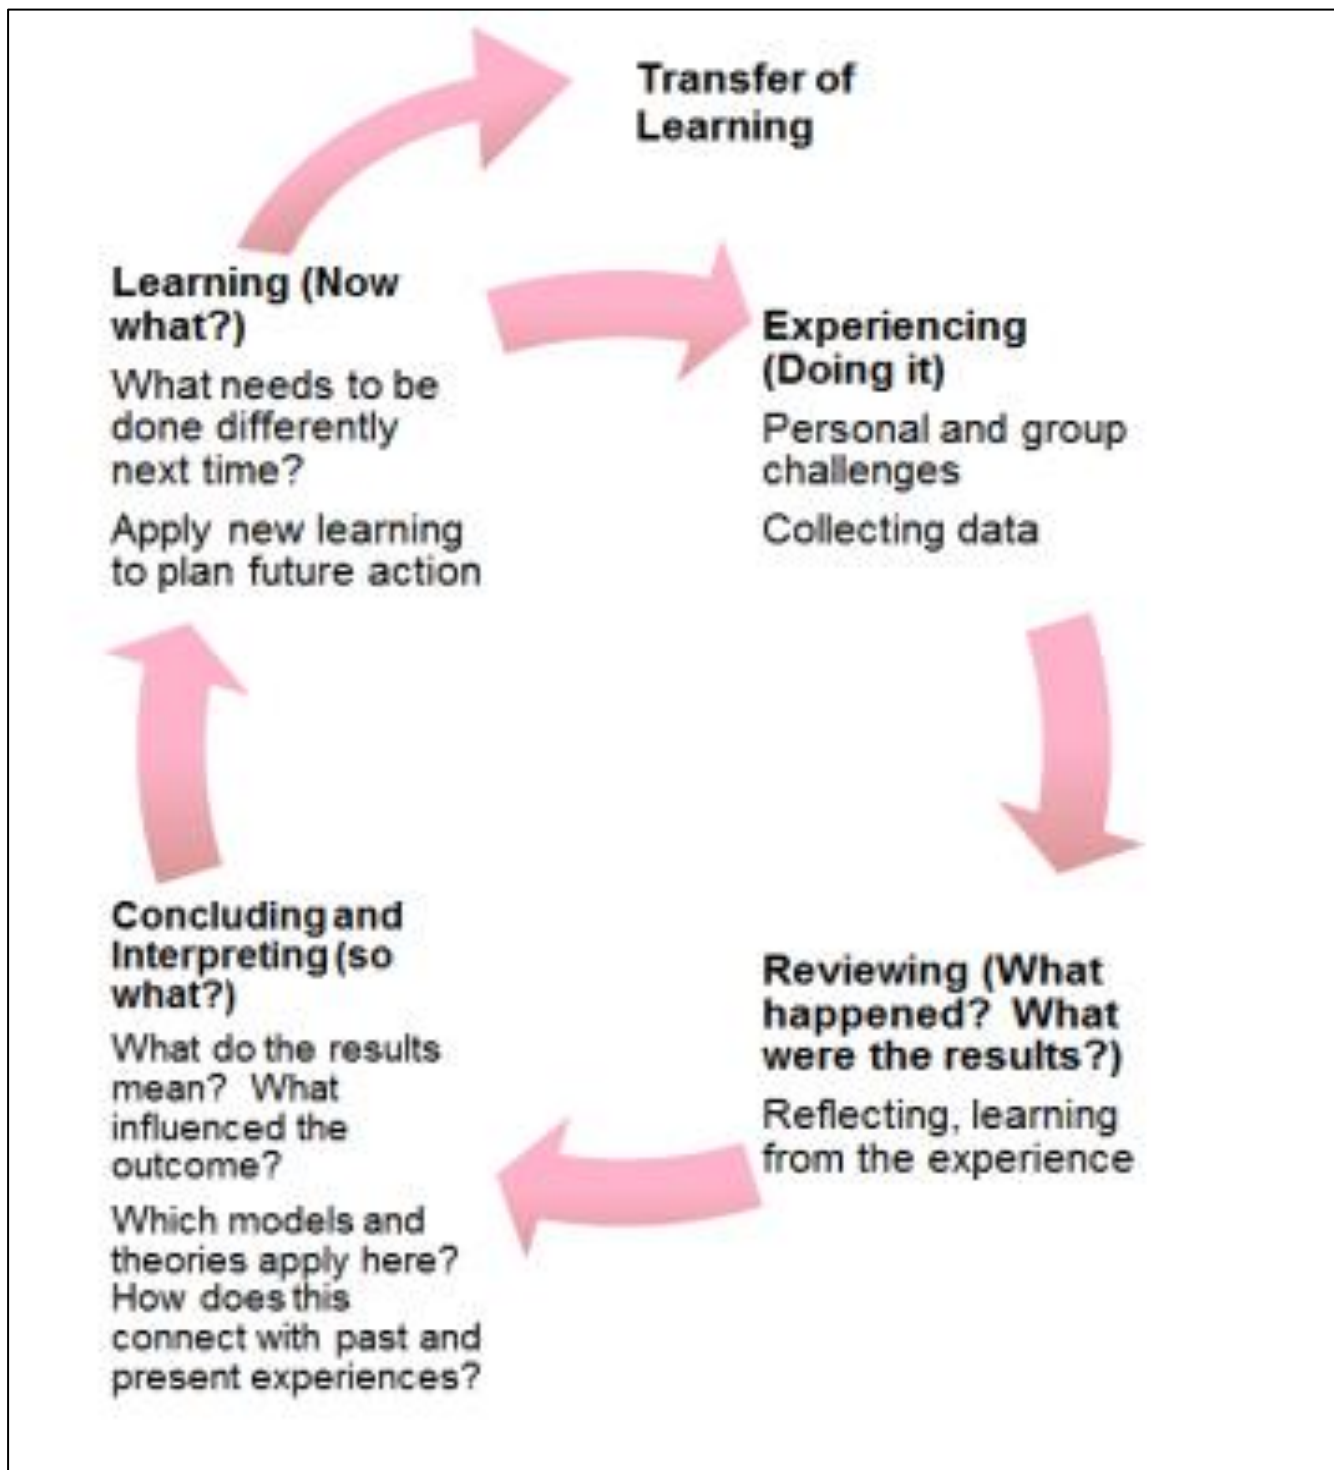 Transfer of
Learning
Learning (Now
what?)
What needs to be
done differently
next time?
Apply new learning
to plan future action
Experiencing
(Doing it)
Personal and group
challenges
Collecting data
Reviewing (What
happened? What
were the results?)
Reflecting, learning
from the experience
Concluding and
Interpreting (so
what?)
What do the results
mean? What
influenced the
outcome?
Which models and
theories apply here?
How does this
connect with past and
present experiences?